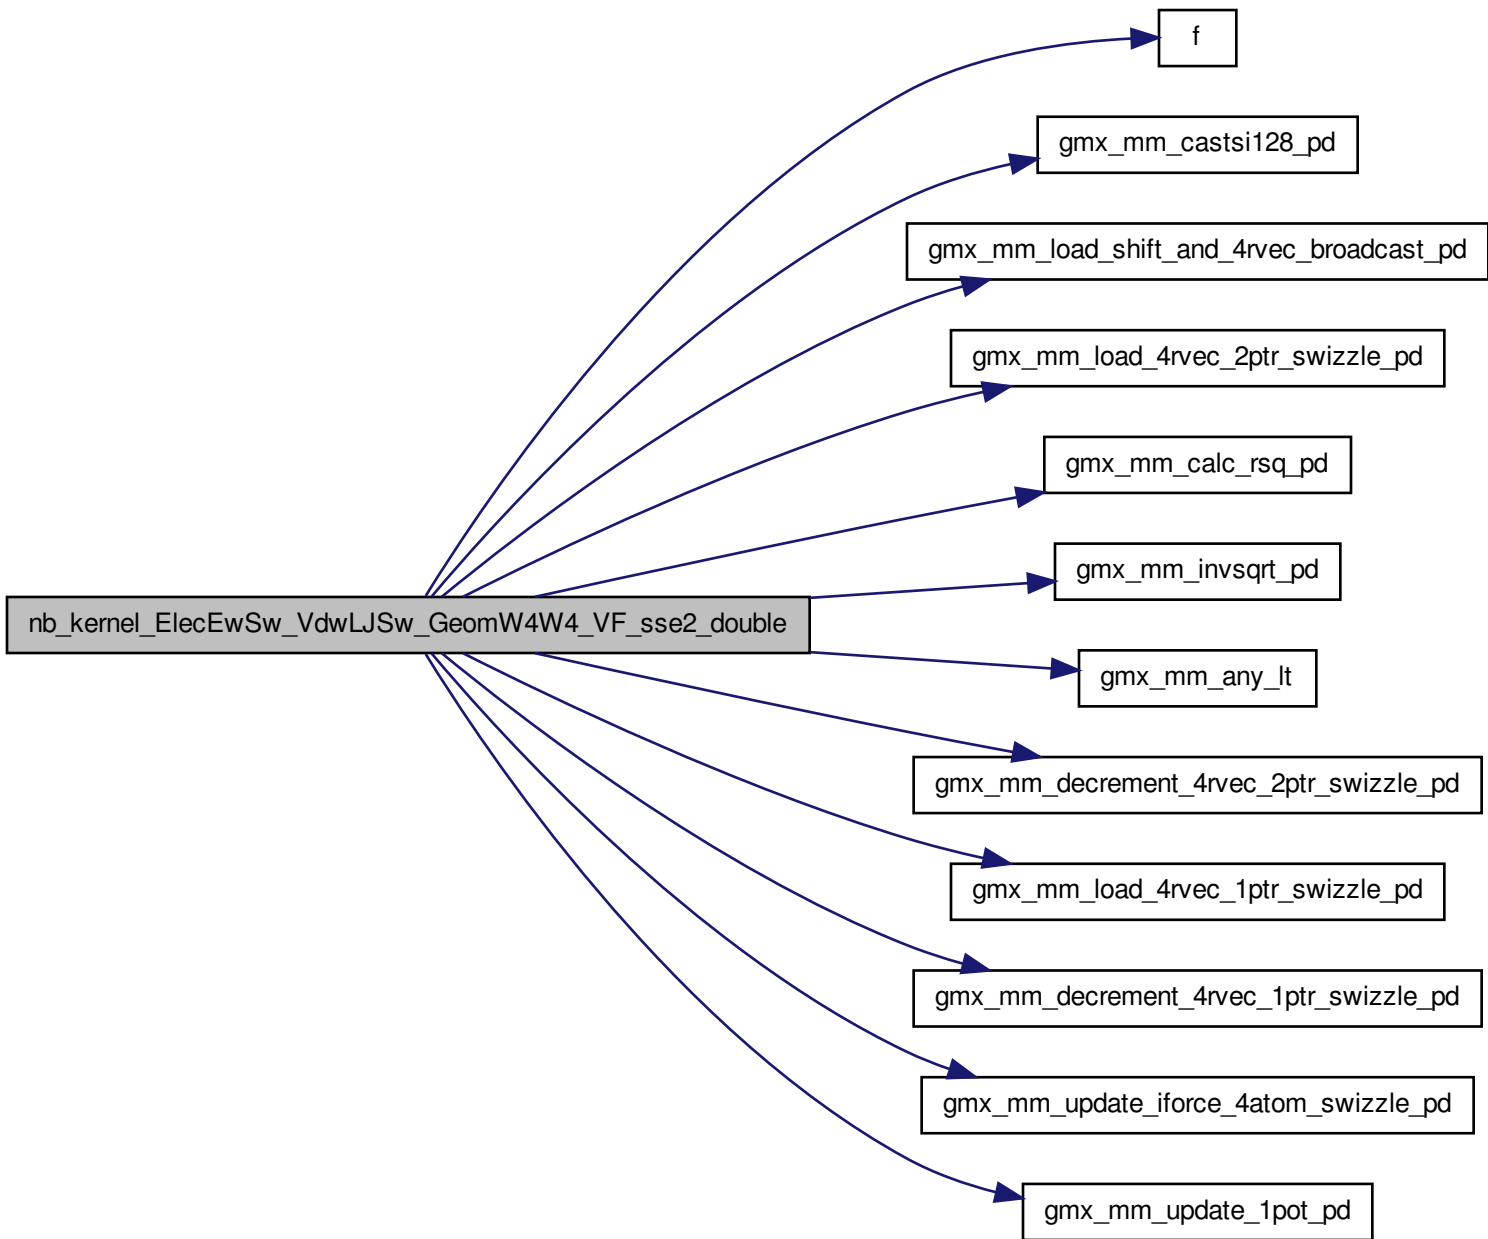 f
gmx_mm_castsi128_pd
gmx_mm_load_shift_and_4rvec_broadcast_pd
gmx_mm_load_4rvec_2ptr_swizzle_pd
gmx_mm_calc_rsq_pd
gmx_mm_invsqrt_pd
nb_kernel_ElecEwSw_VdwLJSw_GeomW4W4_VF_sse2_double
gmx_mm_any_lt
gmx_mm_decrement_4rvec_2ptr_swizzle_pd
gmx_mm_load_4rvec_1ptr_swizzle_pd
gmx_mm_decrement_4rvec_1ptr_swizzle_pd
gmx_mm_update_iforce_4atom_swizzle_pd
gmx_mm_update_1pot_pd